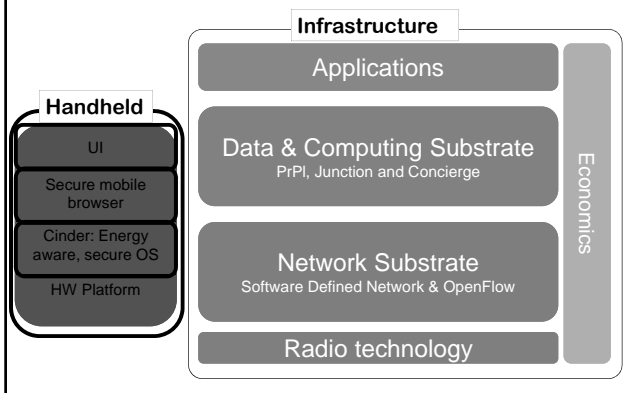 Infrastructure
Applications
Handheld
UI
Secure mobile
browser
Cinder: Energy
aware, secure OS
HW Platform
Data & Computing Substrate
PrPl, Junction and Concierge
Network Substrate
Software Defined Network & OpenFlow
Radio technology
Economics